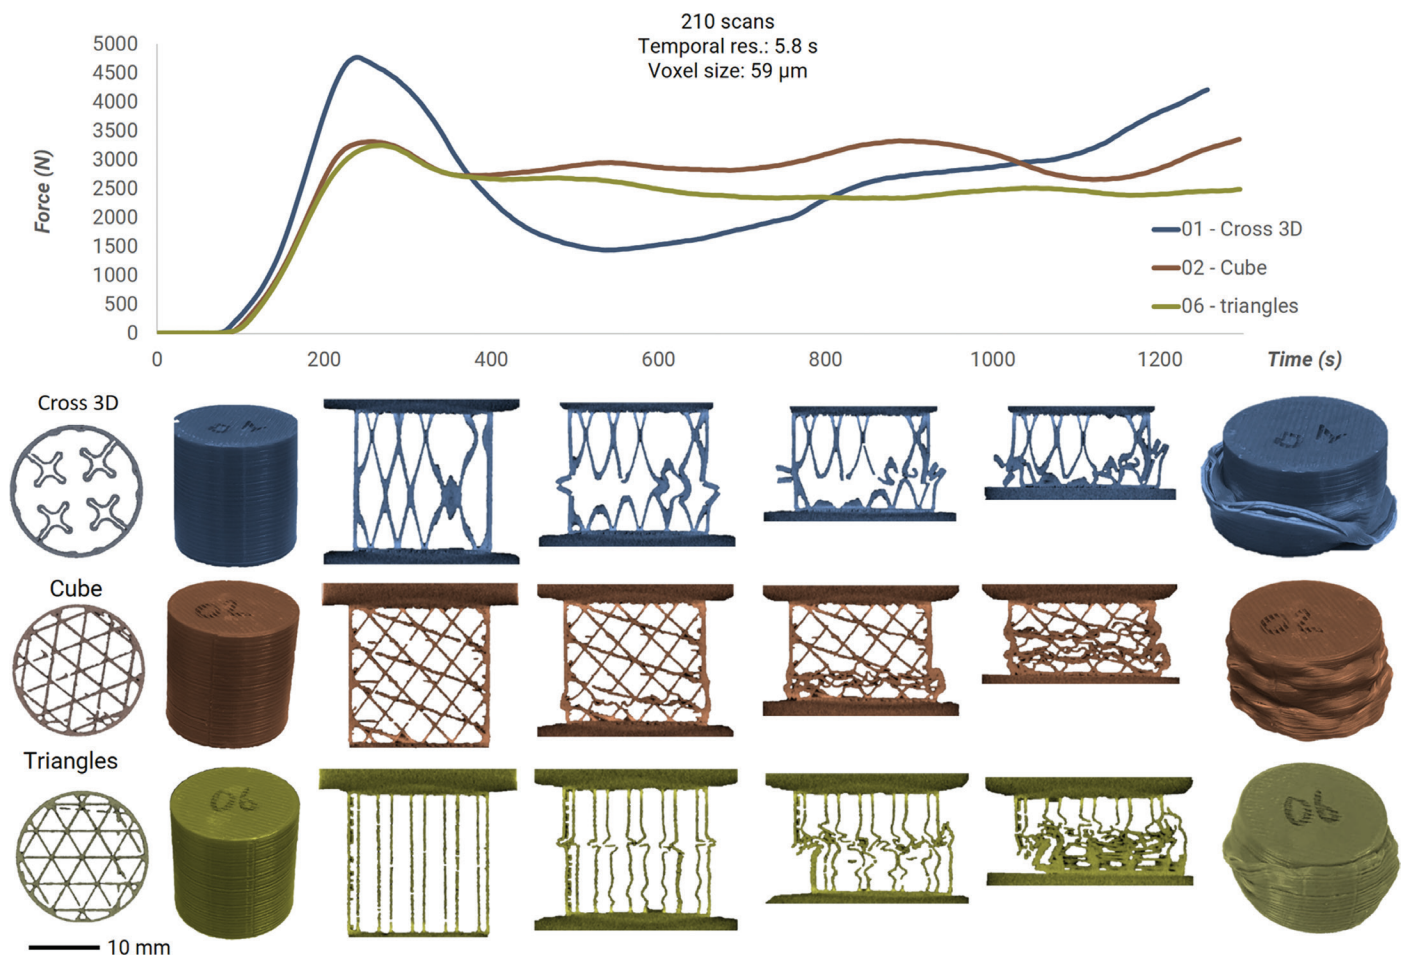 210 scans
Temporal res.: 5.8 s
Voxel size: 59 μm
5000
4500
4000
3500
3000
2500
2000
1500
1000
500
0
Force (N)
0 200 400 600 800 1000 1200 Time (s)
01 - Cross 3D
02 - Cube
06 - triangles
Cross 3D
Cube
02
02
Triangles
06
06
10 mm